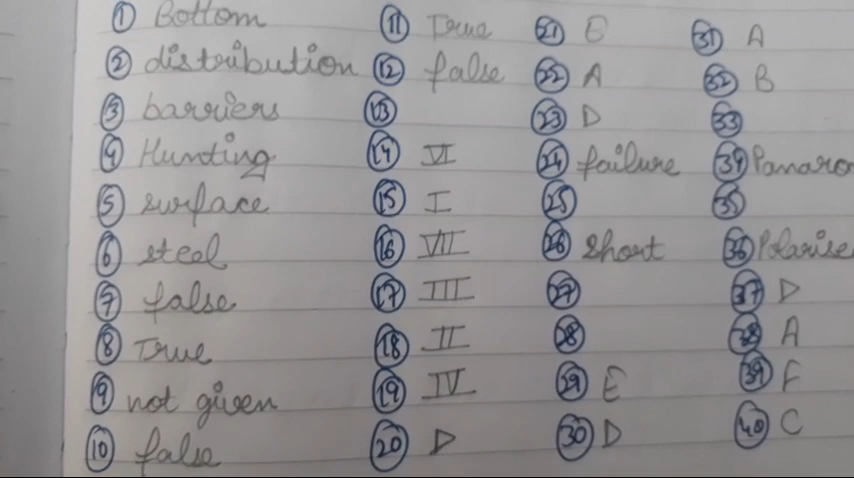 1 Bottom
2 distribution
3 barriers
4 Hunting
5 surface
6 steal
7 false
8 True
9 not given
10 false
11 True
12 false
13
14 VI
15 I
16 VII
17 III
18 II
19 IV
20 D
21 E
22 A
23 D
24 failure
25
26 Short
27
28
29 E
30 D
31 A
32 B
33
34 Panaro
35
36 Polarise
37 D
38 A
39 F
40 C